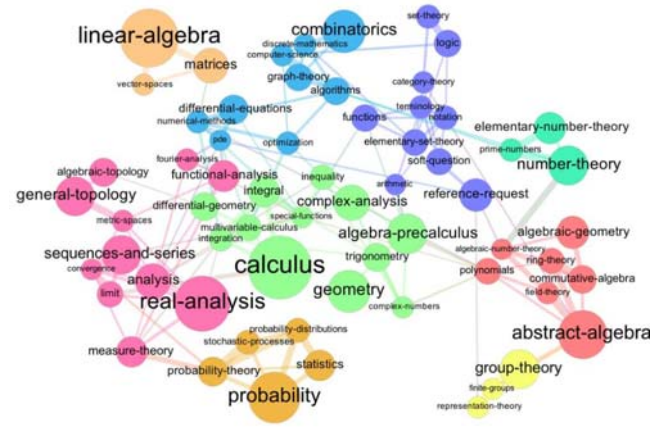 set-theory
linear-algebra
combinatorics
discrete-mathematics
logic
computer-science
matrices
graph-theory
vector-spaces
category-theory
algorithms
differential-equations
terminology
numerical-methods
functions
notation
elementary-number-theory
pde
optimization
elementary-set-theory
prime-numbers
fourier-analysis
soft-question
number-theory
algebraic-topology
functional-analysis
inequality
arithmetic
general-topology
integral
reference-request
differential-geometry
complex-analysis
metric-spaces
special-functions
multivariable-calculus
algebra-precalculus
algebraic-geometry
integration
sequences-and-series
algebraic-number-theory
trigonometry
ring-theory
convergence
calculus
polynomials
commutative-algebra
analysis
field-theory
limit
real-analysis
geometry
complex-numbers
probability-distributions
abstract-algebra
stochastic-processes
measure-theory
statistics
group-theory
probability-theory
finite-groups
probability
representation-theory